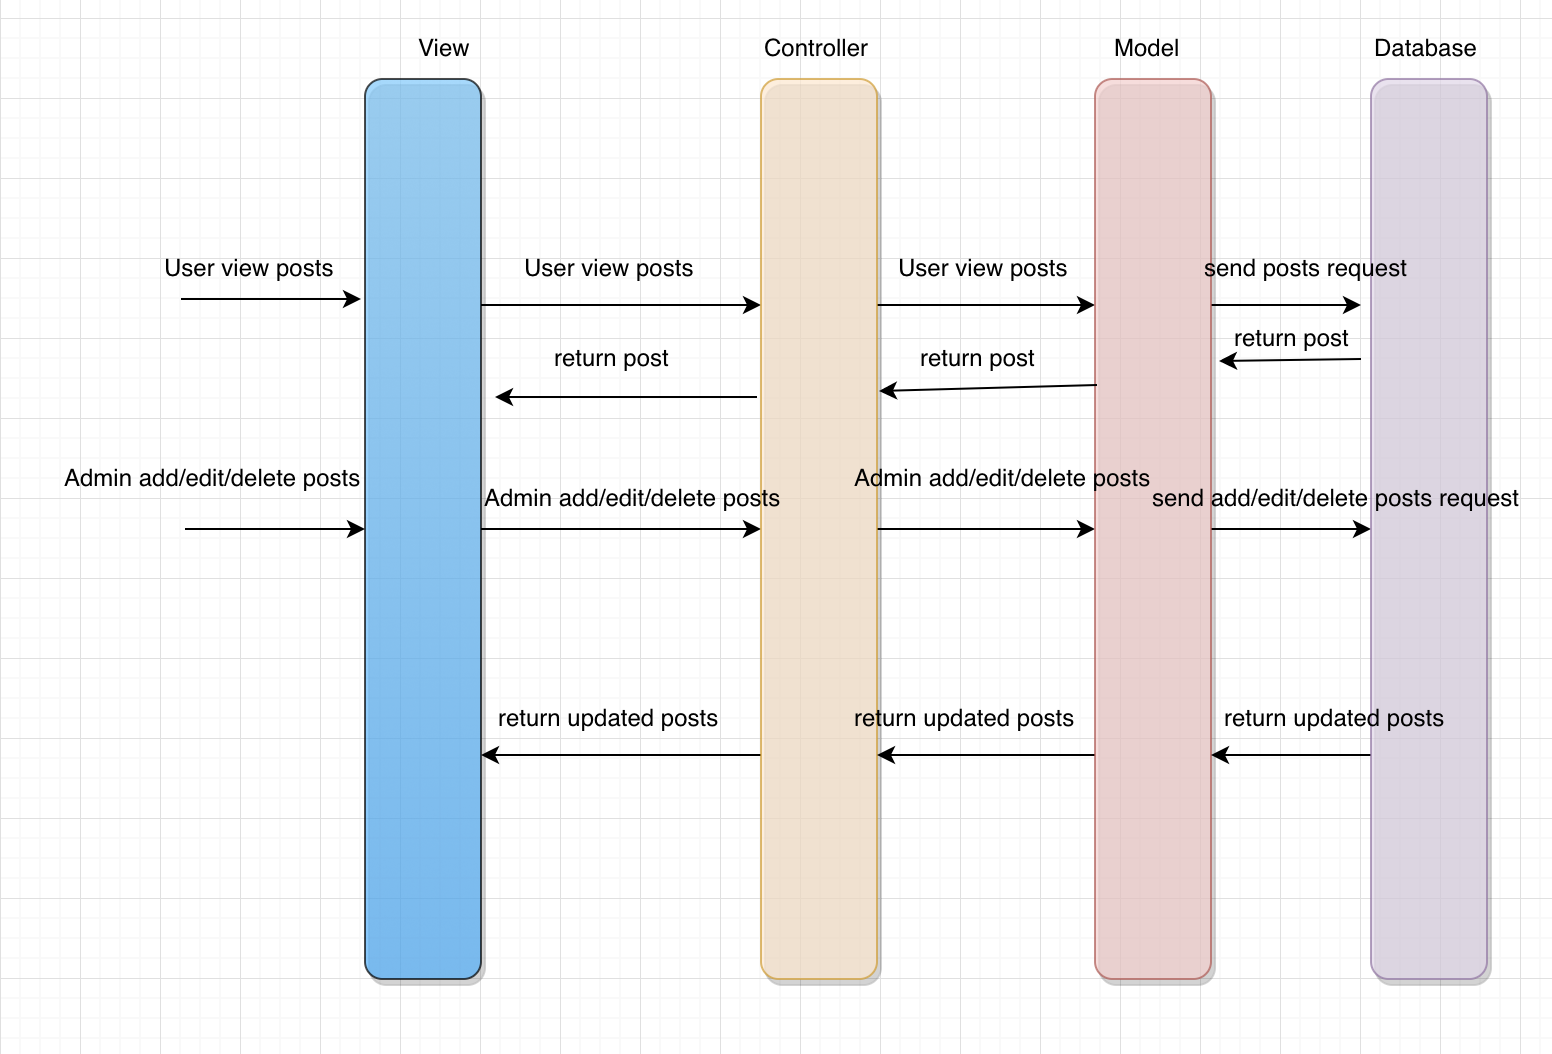 View
Controller
Model
Database
User view posts
User view posts
User view posts
send posts request
return post
return post
return post
Admin add/edit/delete posts
Admin add/edit/delete posts
Admin add/edit/delete posts
send add/edit/delete posts request
return updated posts
return updated posts
return updated posts